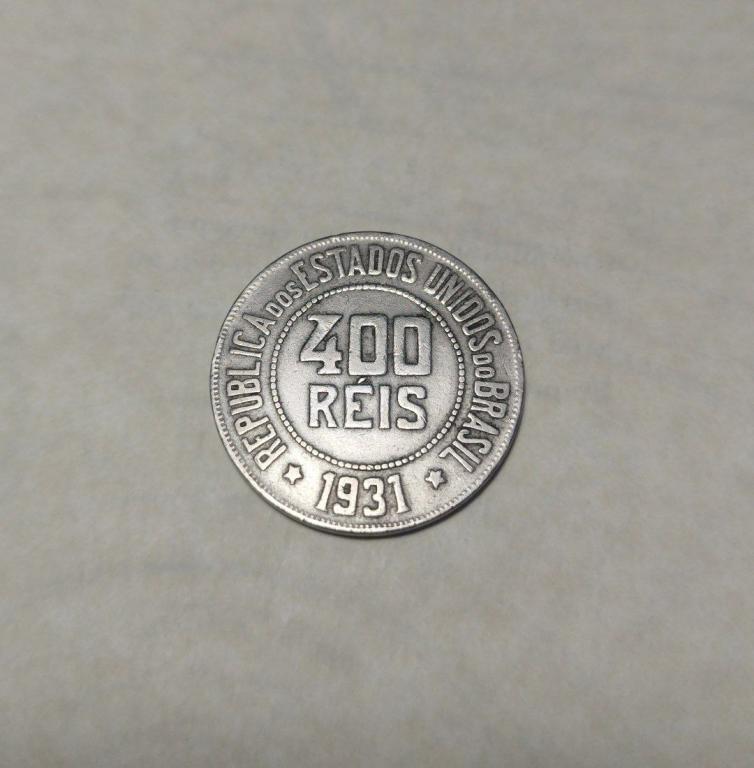 REPUBLICA DOS ESTADOS UNIDOS DO BRASIL
400
RÉIS
1931